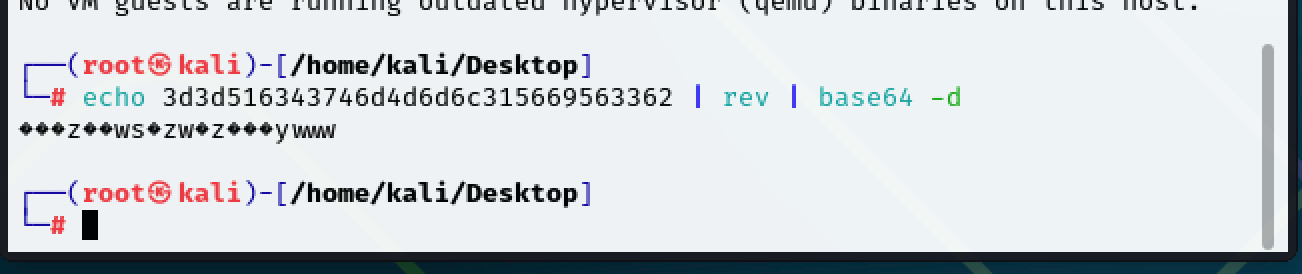 No VM guests are running outdated hypervisor (qemu) binaries on this host.
┌──(root㉿kali)-[/home/kali/Desktop]
└─# echo 3d3d516343746d4d6d6c315669563362 | rev | base64 -d
���z��ws�zw�z���ywww
┌──(root㉿kali)-[/home/kali/Desktop]
└─#